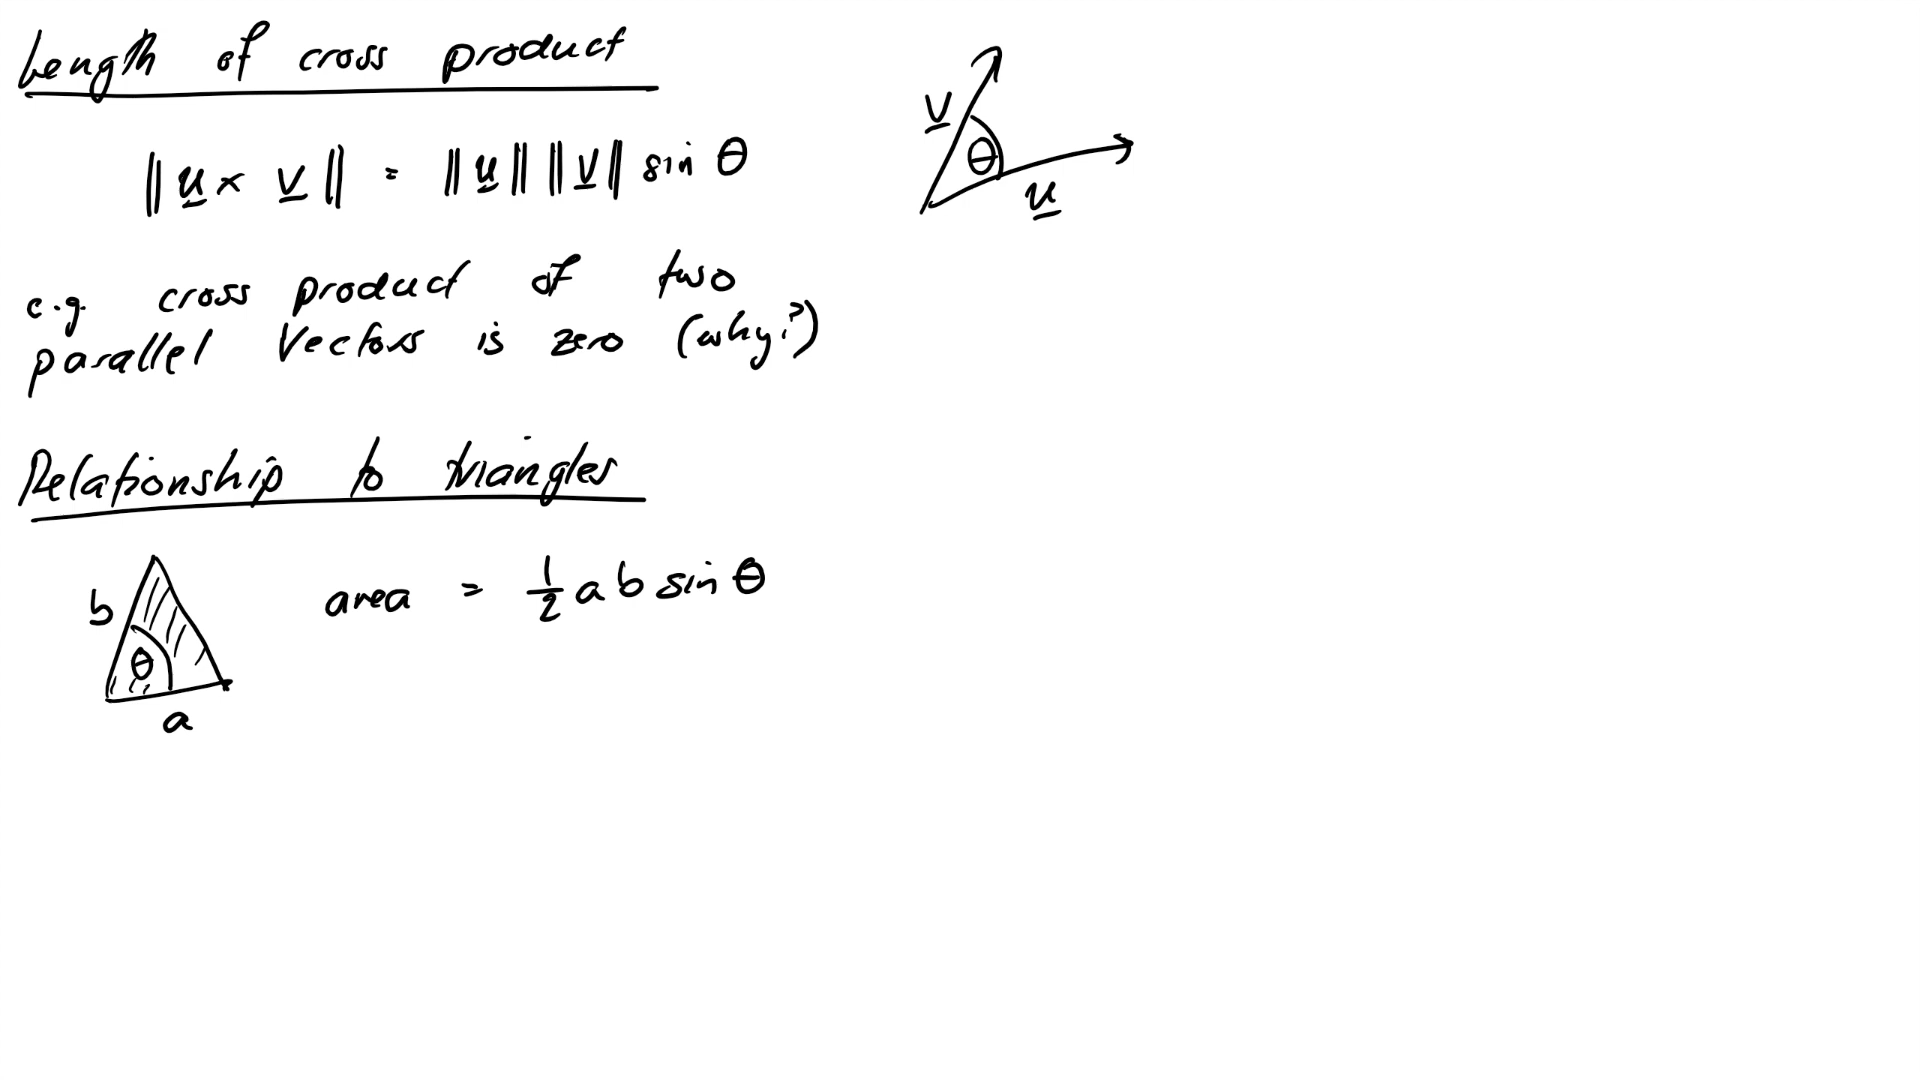 Length of cross product
‖u × v‖ = ‖u‖ ‖v‖ sin θ
v
θ
u
e.g. cross product of two
parallel vectors is zero (why?)
Relationship to triangles
b
θ
a
area = 1/2 a b sin θ